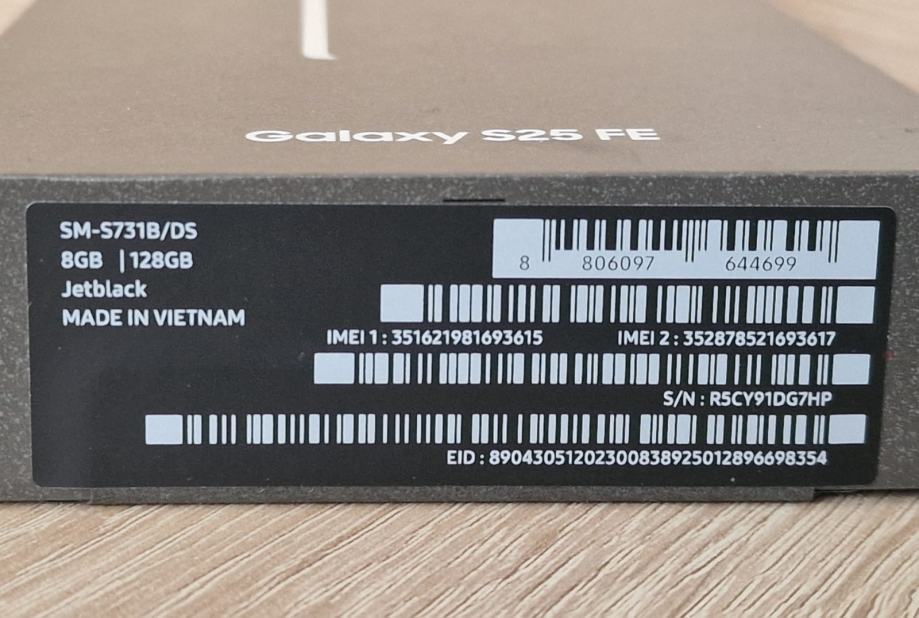 Galaxy S25 FE
SM-S731B/DS
8GB | 128GB
Jetblack
MADE IN VIETNAM
8 806097 644699
IMEI 1 : 351621981693615 IMEI 2 : 352878521693617
S/N : R5CY91DG7HP
EID : 89043051202300838925012896698354